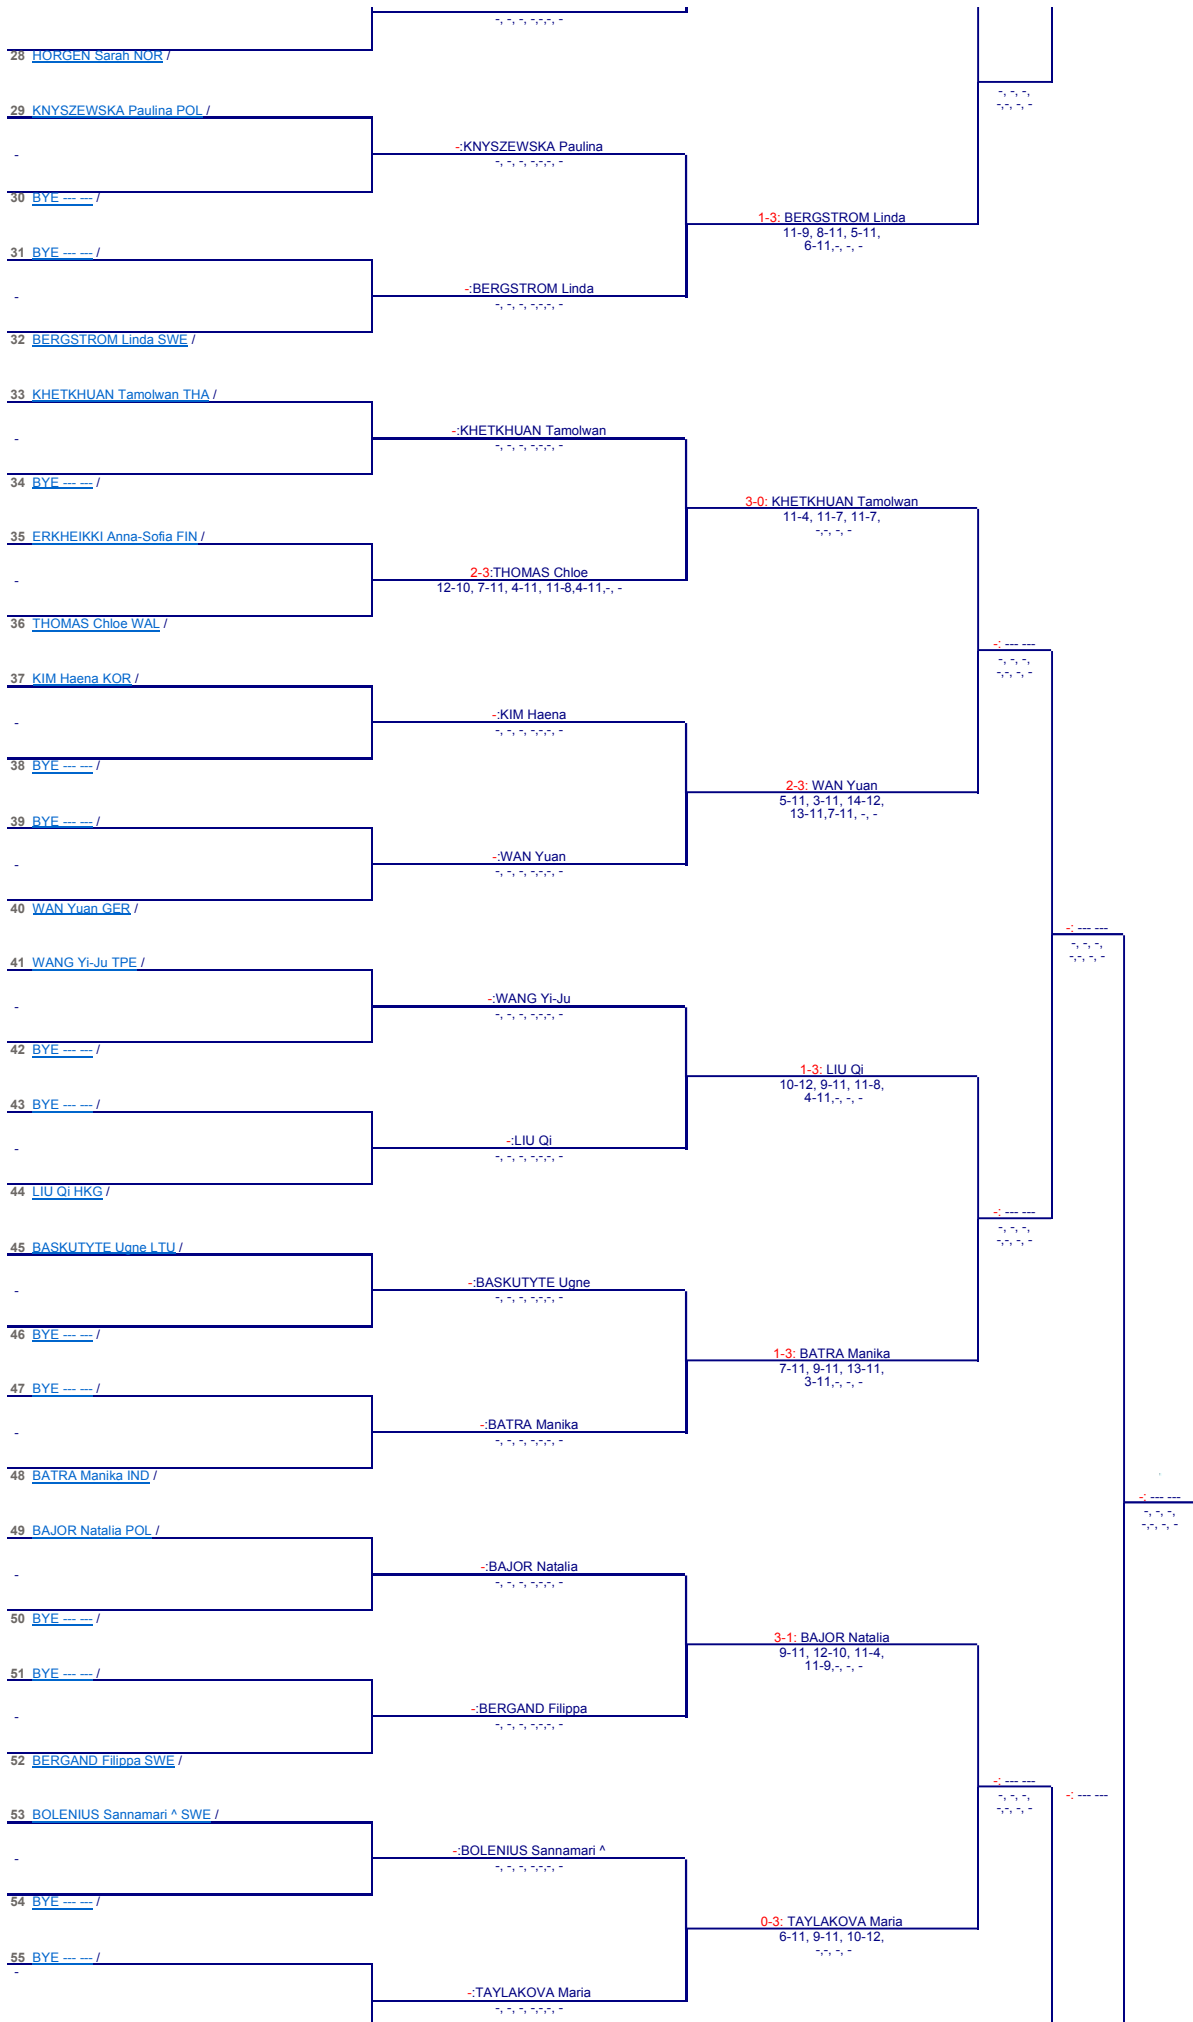 -, -, -, -,-,-, -
28 HORGEN Sarah NOR /
-, -, -,
-,-, -, -
29 KNYSZEWSKA Paulina POL /
-
-:KNYSZEWSKA Paulina
-, -, -, -,-,-, -
30 BYE --- --- /
1-3: BERGSTROM Linda
11-9, 8-11, 5-11,
6-11,-, -, -
31 BYE --- --- /
-
-:BERGSTROM Linda
-, -, -, -,-,-, -
32 BERGSTROM Linda SWE /
33 KHETKHUAN Tamolwan THA /
-
-:KHETKHUAN Tamolwan
-, -, -, -,-,-, -
34 BYE --- --- /
3-0: KHETKHUAN Tamolwan
11-4, 11-7, 11-7,
-,-, -, -
35 ERKHEIKKI Anna-Sofia FIN /
-
2-3:THOMAS Chloe
12-10, 7-11, 4-11, 11-8,4-11,-, -
36 THOMAS Chloe WAL /
-: --- ---
-, -, -,
-,-, -, -
37 KIM Haena KOR /
-
-:KIM Haena
-, -, -, -,-,-, -
38 BYE --- --- /
2-3: WAN Yuan
5-11, 3-11, 14-12,
13-11,7-11, -, -
39 BYE --- --- /
-
-:WAN Yuan
-, -, -, -,-,-, -
40 WAN Yuan GER /
-: --- ---
-, -, -,
-,-, -, -
41 WANG Yi-Ju TPE /
-
-:WANG Yi-Ju
-, -, -, -,-,-, -
42 BYE --- --- /
1-3: LIU Qi
10-12, 9-11, 11-8,
4-11,-, -, -
43 BYE --- --- /
-
-:LIU Qi
-, -, -, -,-,-, -
44 LIU Qi HKG /
-: --- ---
-, -, -,
-,-, -, -
45 BASKUTYTE Ugne LTU /
-
-:BASKUTYTE Ugne
-, -, -, -,-,-, -
46 BYE --- --- /
1-3: BATRA Manika
7-11, 9-11, 13-11,
3-11,-, -, -
47 BYE --- --- /
-
-:BATRA Manika
-, -, -, -,-,-, -
48 BATRA Manika IND /
-: --- ---
-, -, -,
-,-, -, -
49 BAJOR Natalia POL /
-
-:BAJOR Natalia
-, -, -, -,-,-, -
50 BYE --- --- /
3-1: BAJOR Natalia
9-11, 12-10, 11-4,
11-9,-, -, -
51 BYE --- --- /
-
-:BERGAND Filippa
-, -, -, -,-,-, -
52 BERGAND Filippa SWE /
-: --- ---
-, -, -,
-,-, -, -
-: --- ---
53 BOLENIUS Sannamari ^ SWE /
-
-:BOLENIUS Sannamari ^
-, -, -, -,-,-, -
54 BYE --- --- /
0-3: TAYLAKOVA Maria
6-11, 9-11, 10-12,
-,-, -, -
55 BYE --- --- /
-
-:TAYLAKOVA Maria
-, -, -, -,-,-, -